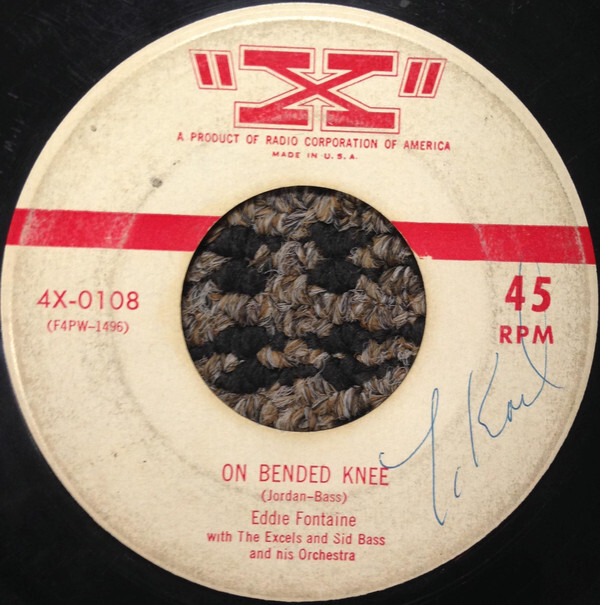 "X"
A PRODUCT OF RADIO CORPORATION OF AMERICA
MADE IN U.S.A.
4X-0108
(F4PW-1496)
45
RPM
ON BENDED KNEE
(Jordan-Bass)
Eddie Fontaine
with The Excels and Sid Bass
and his Orchestra